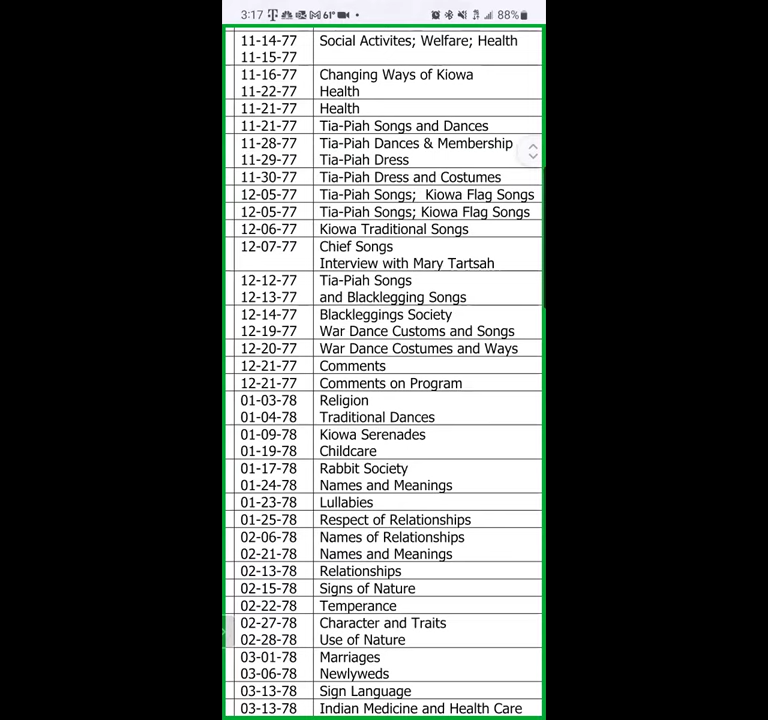 3:17 61° 88%
11-14-77 Social Activites; Welfare; Health
11-15-77
11-16-77 Changing Ways of Kiowa
11-22-77 Health
11-21-77 Health
11-21-77 Tia-Piah Songs and Dances
11-28-77 Tia-Piah Dances & Membership
11-29-77 Tia-Piah Dress
11-30-77 Tia-Piah Dress and Costumes
12-05-77 Tia-Piah Songs; Kiowa Flag Songs
12-05-77 Tia-Piah Songs; Kiowa Flag Songs
12-06-77 Kiowa Traditional Songs
12-07-77 Chief Songs
Interview with Mary Tartsah
12-12-77 Tia-Piah Songs
12-13-77 and Blacklegging Songs
12-14-77 Blackleggings Society
12-19-77 War Dance Customs and Songs
12-20-77 War Dance Costumes and Ways
12-21-77 Comments
12-21-77 Comments on Program
01-03-78 Religion
01-04-78 Traditional Dances
01-09-78 Kiowa Serenades
01-19-78 Childcare
01-17-78 Rabbit Society
01-24-78 Names and Meanings
01-23-78 Lullabies
01-25-78 Respect of Relationships
02-06-78 Names of Relationships
02-21-78 Names and Meanings
02-13-78 Relationships
02-15-78 Signs of Nature
02-22-78 Temperance
02-27-78 Character and Traits
02-28-78 Use of Nature
03-01-78 Marriages
03-06-78 Newlyweds
03-13-78 Sign Language
03-13-78 Indian Medicine and Health Care